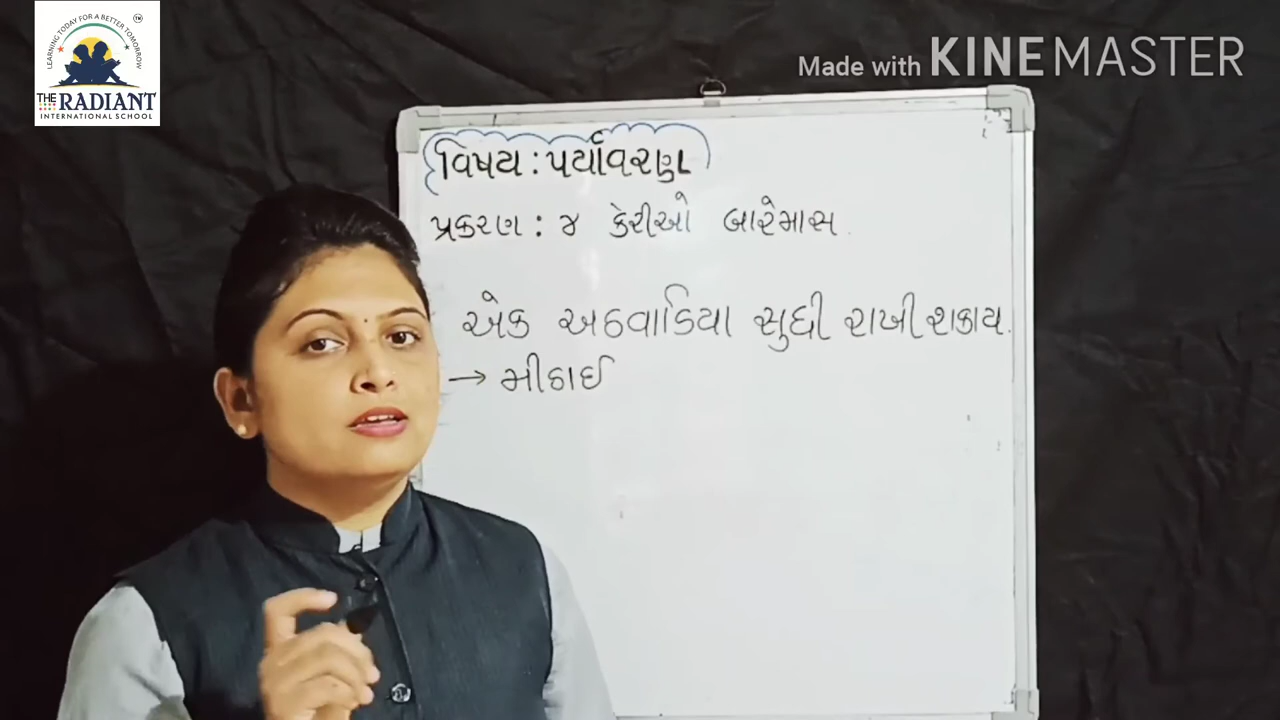 LEARNING TODAY FOR A BETTER TOMORROW
TM
THE RADIANT
INTERNATIONAL SCHOOL
Made with KINEMASTER
વિષય : પર્યાવરણ
પ્રકરણ : ૪ કેરીઓ બારેમાસ.
એક અઠવાડિયા સુધી રાખી શકાય.
→ મીઠાઈ